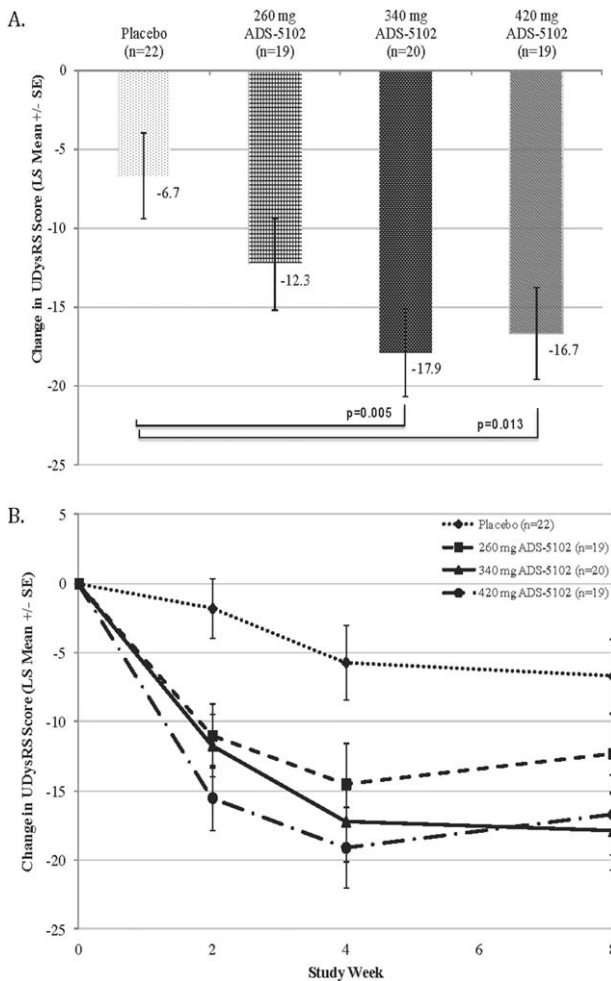 A.
Placebo
(n=22)
260 mg
ADS-5102
(n=19)
340 mg
ADS-5102
(n=20)
420 mg
ADS-5102
(n=19)
Change in UDysRS Score (LS Mean +/- SE)
0
-5
-10
-15
-20
-25
-6.7
-12.3
-17.9
-16.7
p=0.005
p=0.013
B.
Change in UDysRS Score (LS Mean +/- SE)
5
0
-5
-10
-15
-20
-25
Placebo (n=22)
260 mg ADS-5102 (n=19)
340 mg ADS-5102 (n=20)
420 mg ADS-5102 (n=19)
0
2
4
6
8
Study Week